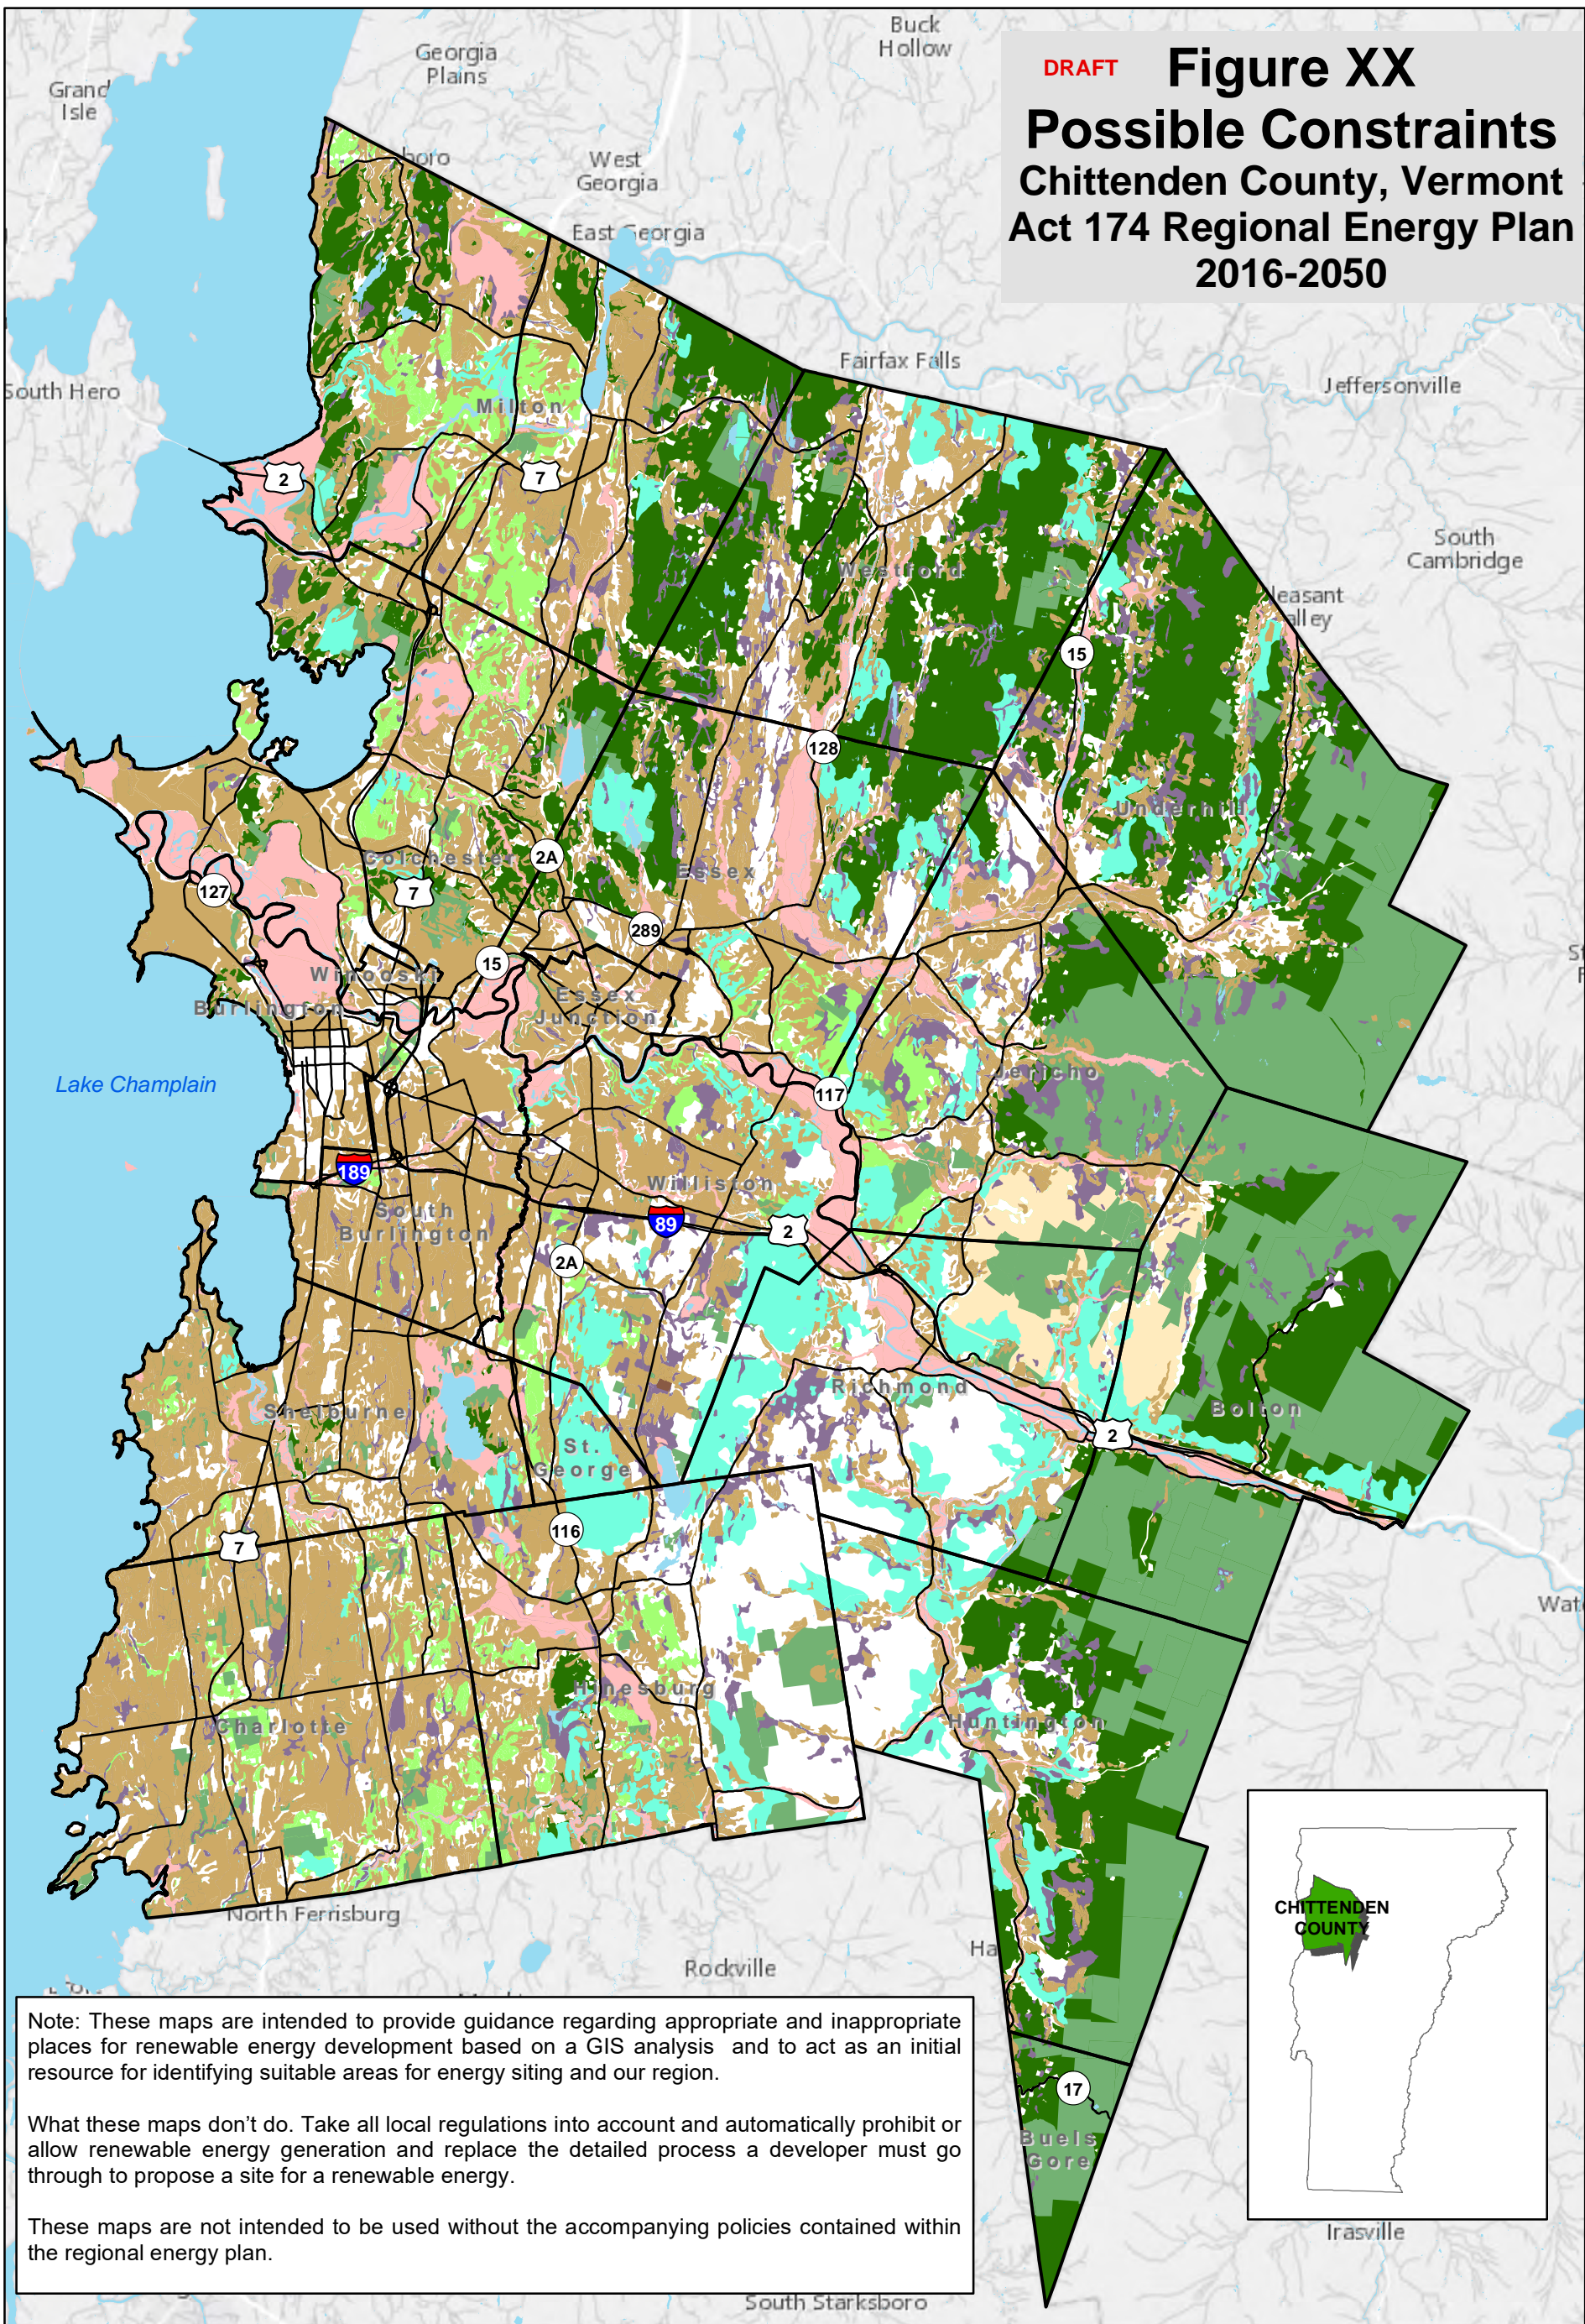 DRAFT Figure XX
Possible Constraints
Chittenden County, Vermont
Act 174 Regional Energy Plan
2016-2050
Buck
Hollow
Georgia
Plains
Grand
Isle
boro
West
Georgia
East Georgia
Fairfax Falls
Jeffersonville
South Hero
Milton
2
7
South
Cambridge
Westford
leasant
alley
15
128
Underhill
Colchester
2A
Essex
127
7
289
15
Winooski
Essex
Junction
Burlington
Jericho
Lake Champlain
117
189
Williston
South
Burlington
89
2
2A
Richmond
Bolton
Shelburne
2
St.
George
116
7
Wat
Hinesburg
Huntington
Charlotte
CHITTENDEN
COUNTY
North Ferrisburg
Ha
Rockville
17
Buels
Gore
Irasville
South Starksboro
Note: These maps are intended to provide guidance regarding appropriate and inappropriate
places for renewable energy development based on a GIS analysis and to act as an initial
resource for identifying suitable areas for energy siting and our region.
What these maps don’t do. Take all local regulations into account and automatically prohibit or
allow renewable energy generation and replace the detailed process a developer must go
through to propose a site for a renewable energy.
These maps are not intended to be used without the accompanying policies contained within
the regional energy plan.